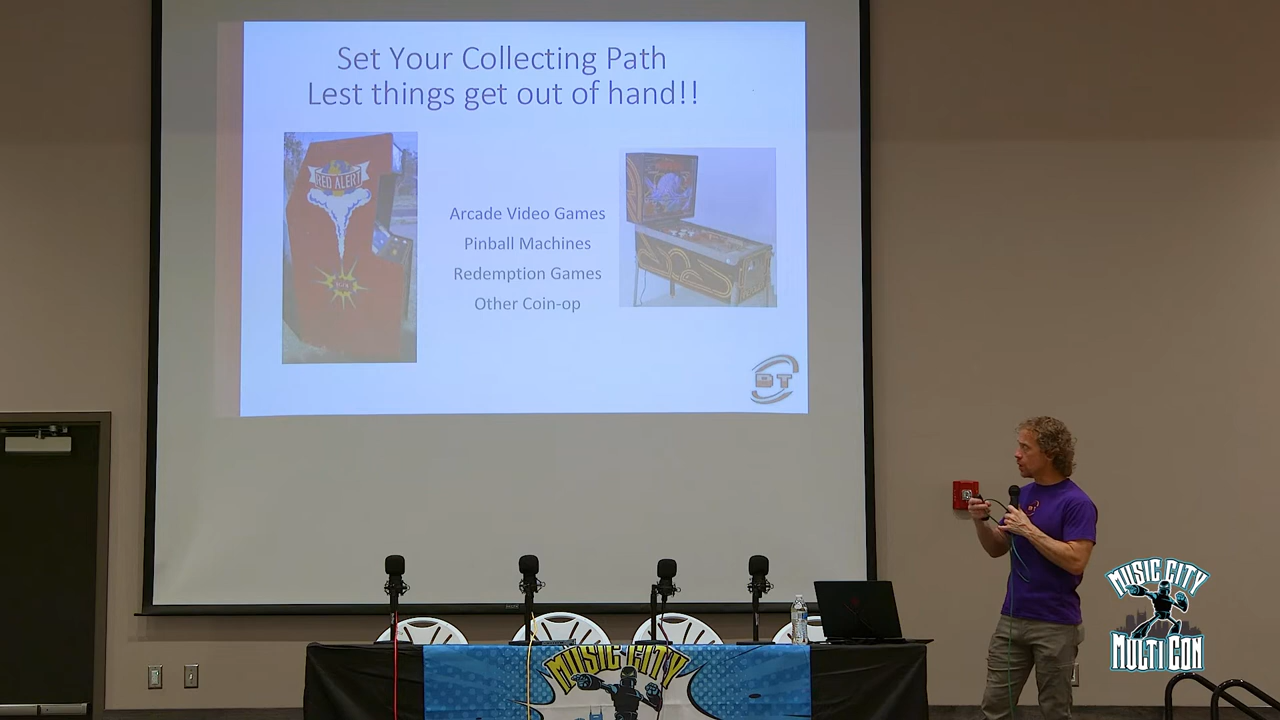 Set Your Collecting Path
Lest things get out of hand!!
RED ALERT
Arcade Video Games
Pinball Machines
Redemption Games
Other Coin-op
DT
MUSIC CITY
MUSIC CITY
MULTI CON